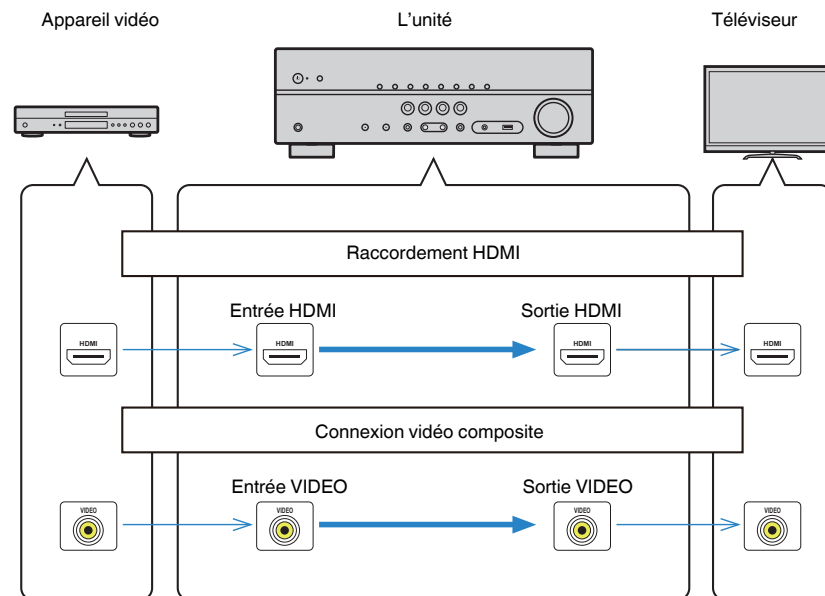 Appareil vidéo
L'unité
Téléviseur
Raccordement HDMI
Entrée HDMI
Sortie HDMI
HDMI
HDMI
HDMI
HDMI
Connexion vidéo composite
Entrée VIDEO
Sortie VIDEO
VIDEO
VIDEO
VIDEO
VIDEO